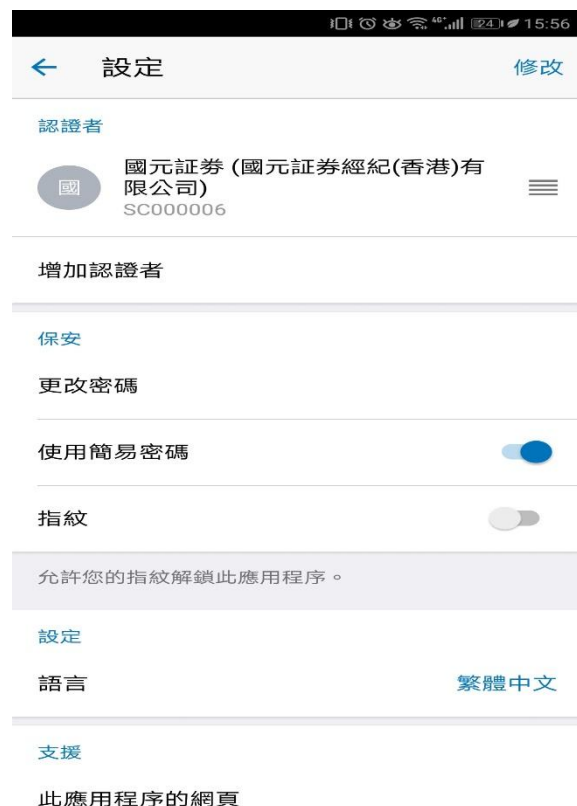 46+ 24 15:56
設定 修改
認證者
國 國元証券 (國元証券經紀(香港)有
限公司)
SC000006
增加認證者
保安
更改密碼
使用簡易密碼
指紋
允許您的指紋解鎖此應用程序。
設定
語言 繁體中文
支援
此應用程序的網頁